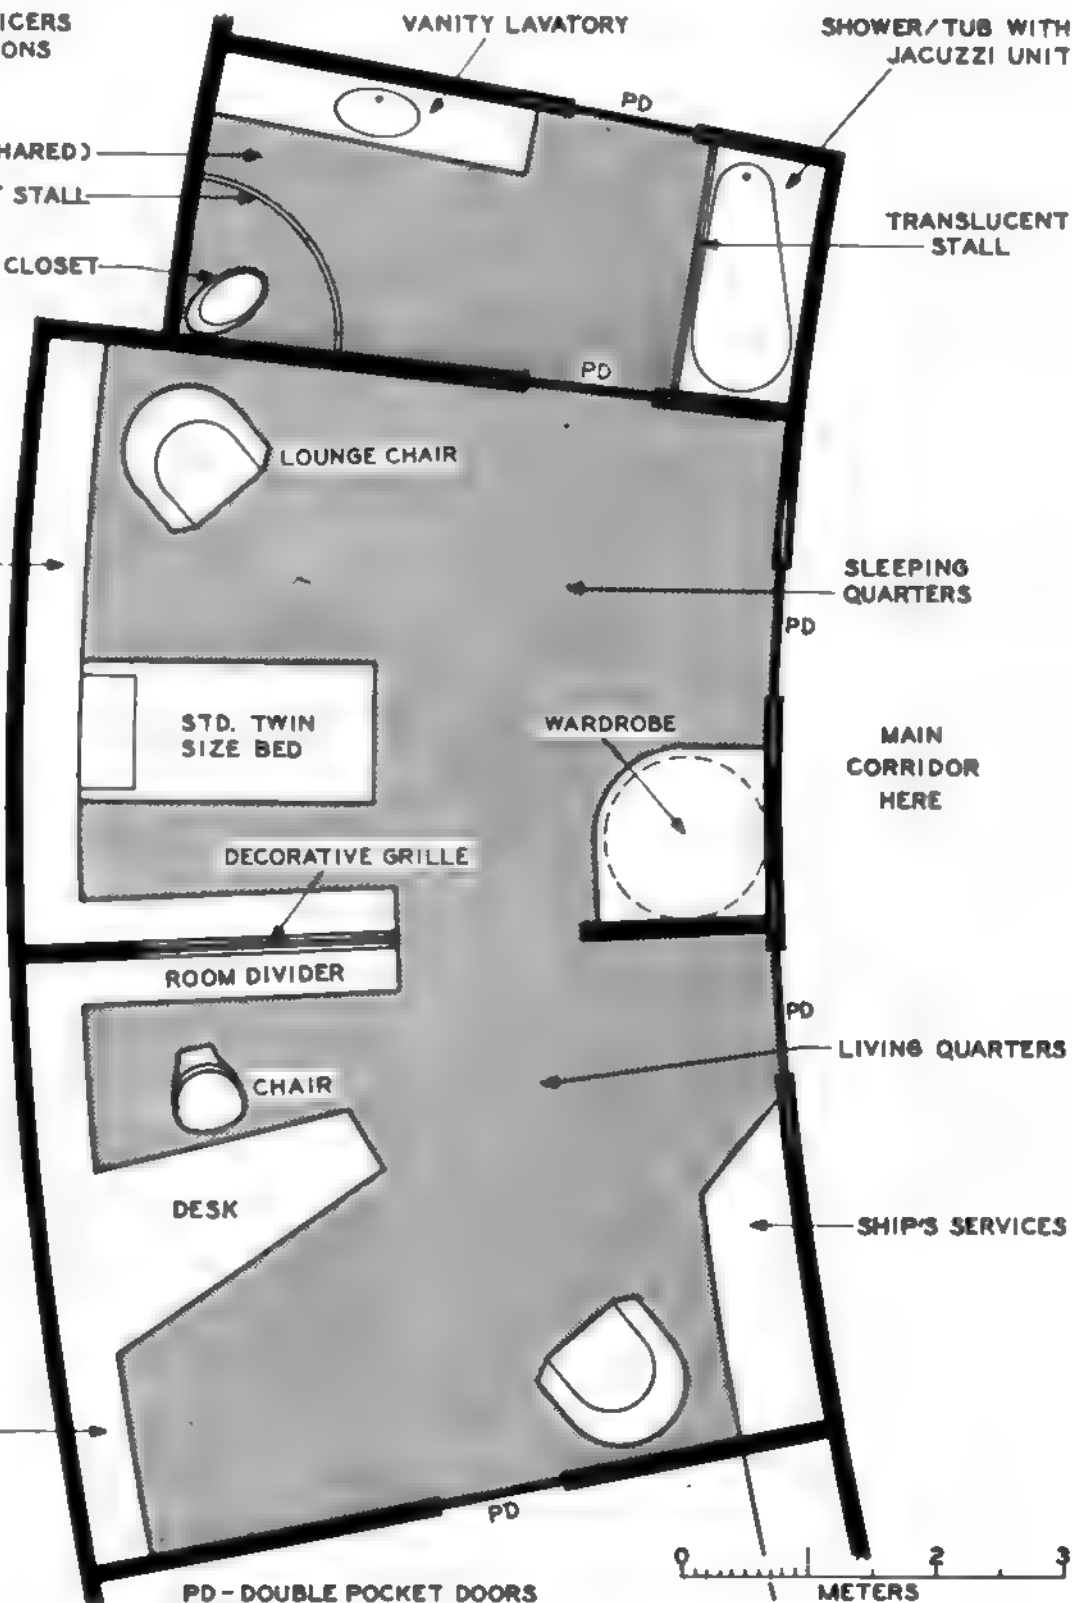 VANITY LAVATORY
SHOWER/TUB WITH
JACUZZI UNIT
PD
STALL
CLOSET
TRANSLUCENT
STALL
PD
LOUNGE CHAIR
SLEEPING
QUARTERS
PD
STD. TWIN
SIZE BED
WARDROBE
MAIN
CORRIDOR
HERE
DECORATIVE GRILLE
ROOM DIVIDER
PD
LIVING QUARTERS
CHAIR
DESK
SHIP'S SERVICES
PD
0 1 2 3
METERS
PD - DOUBLE POCKET DOORS